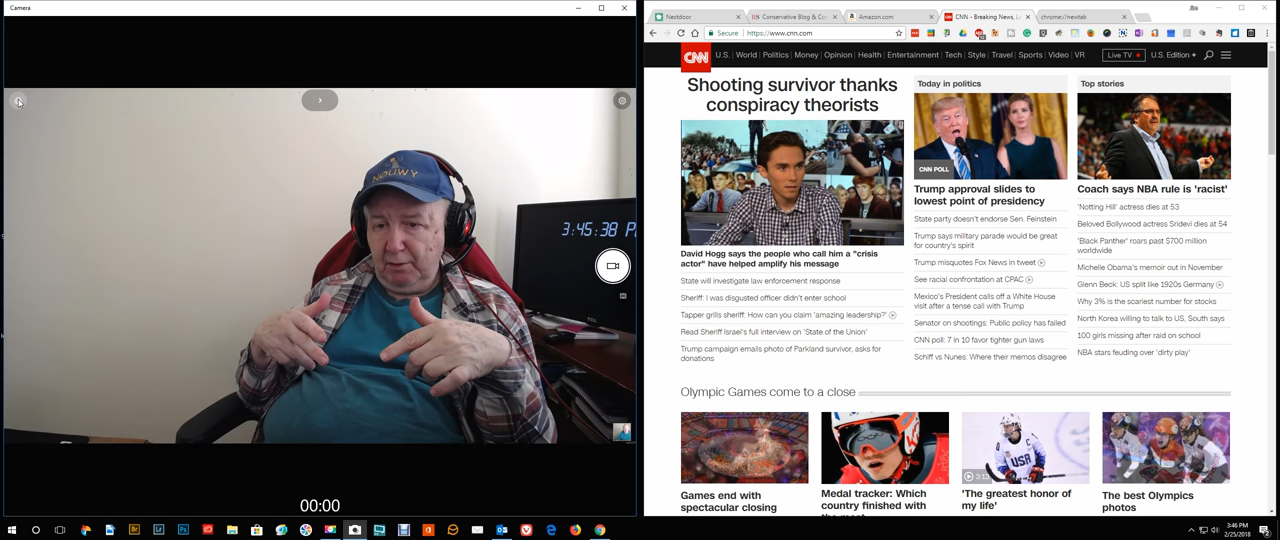 Camera
NOUWY
3:45:38 P
TCL
00:00
Nextdoor
Conservative Blog & Co
Amazon.com
CNN - Breaking News, L
chrome://newtab
Secure
https://www.cnn.com
CNN
U.S.
World
Politics
Money
Opinion
Health
Entertainment
Tech
Style
Travel
Sports
Video
VR
Live TV
U.S. Edition
Shooting survivor thanks
conspiracy theorists
David Hogg says the people who call him a "crisis
actor" have helped amplify his message
State will investigate law enforcement response
Sheriff: I was disgusted officer didn't enter school
Tapper grills sheriff: How can you claim 'amazing leadership?'
Read Sheriff Israel's full interview on 'State of the Union'
Trump campaign emails photo of Parkland survivor, asks for
donations
Today in politics
CNN POLL
Trump approval slides to
lowest point of presidency
State party doesn't endorse Sen. Feinstein
Trump says military parade would be great
for country's spirit
Trump misquotes Fox News in tweet
See racial confrontation at CPAC
Mexico's President calls off a White House
visit after a tense call with Trump
Senator on shootings: Public policy has failed
CNN poll: 7 in 10 favor tighter gun laws
Schiff vs Nunes: Where their memos disagree
Top stories
Coach says NBA rule is 'racist'
'Notting Hill' actress dies at 53
Beloved Bollywood actress Sridevi dies at 54
'Black Panther' roars past $700 million
worldwide
Michelle Obama's memoir out in November
Glenn Beck: US split like 1920s Germany
Why 3% is the scariest number for stocks
North Korea willing to talk to US, South says
100 girls missing after raid on school
NBA stars feuding over 'dirty play'
Olympic Games come to a close
USA
3:13
Games end with
spectacular closing
Medal tracker: Which
country finished with
'The greatest honor of
my life'
The best Olympics
photos
Br
Lr
Ps
3:46 PM
2/25/2018